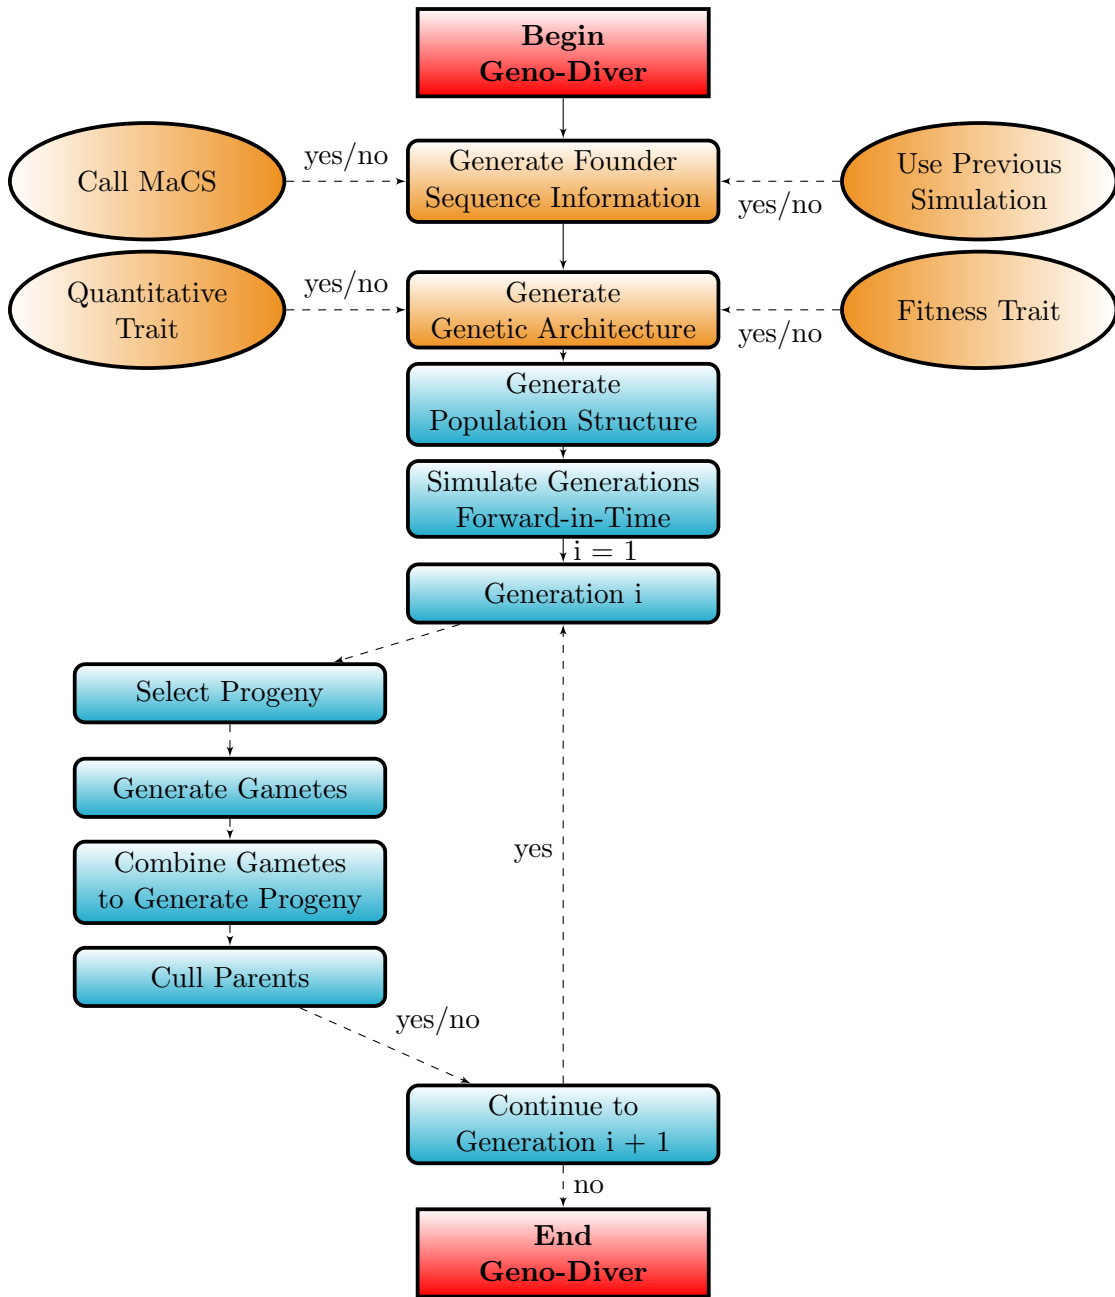 Begin
Geno-Diver
Call MaCS
yes/no
Generate Founder
Sequence Information
yes/no
Use Previous
Simulation
Quantitative
Trait
yes/no
Generate
Genetic Architecture
yes/no
Fitness Trait
Generate
Population Structure
Simulate Generations
Forward-in-Time
i = 1
Generation i
Select Progeny
Generate Gametes
Combine Gametes
to Generate Progeny
Cull Parents
yes/no
yes
Continue to
Generation i + 1
no
End
Geno-Diver